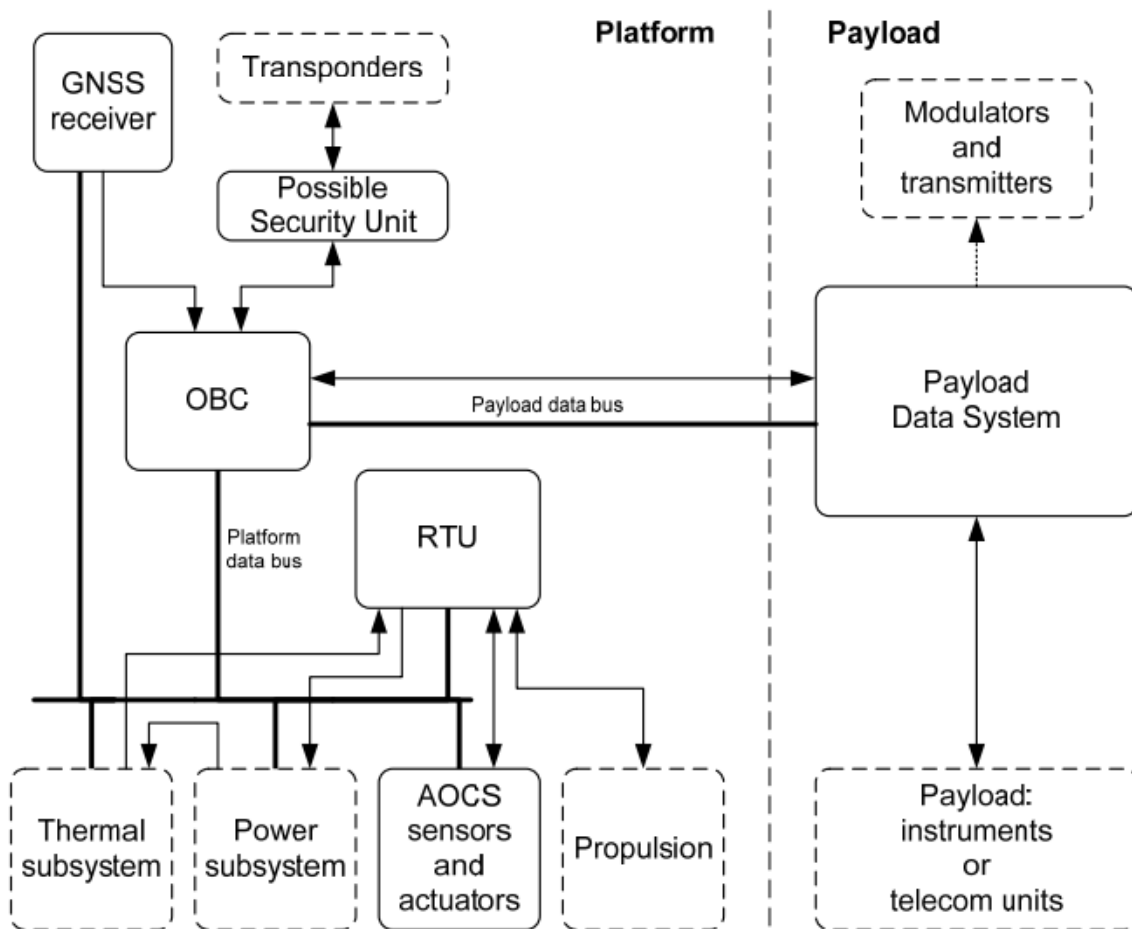 Platform
Payload
GNSS
receiver
Transponders
Modulators
and
transmitters
Possible
Security Unit
OBC
Payload data bus
Payload
Data System
Platform
data bus
RTU
Thermal
subsystem
Power
subsystem
AOCS
sensors
and
actuators
Propulsion
Payload:
instruments
or
telecom units